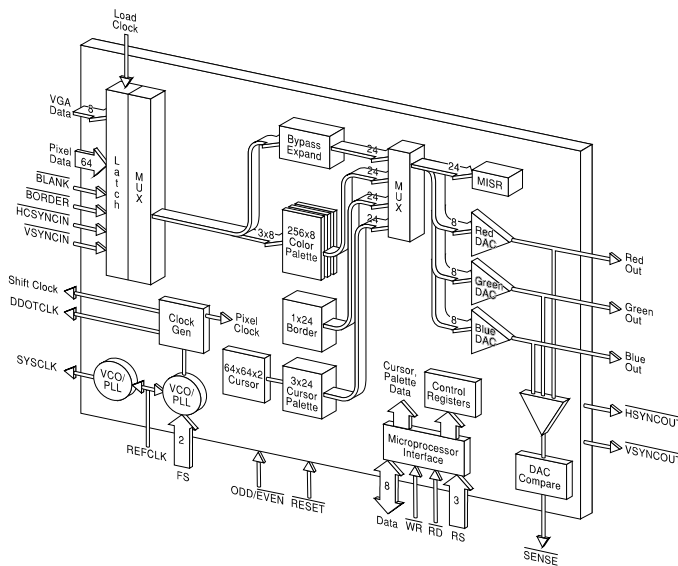 Load
Clock
VGA
Data
8
Pixel
Data
64
BLANK
BORDER
HCSYNCIN
VSYNCIN
Latch
MUX
Bypass
Expand
24
24
24
24
MUX
24
MISR
3x8
256x8
Color
Palette
8
Red
DAC
8
Green
DAC
8
Blue
DAC
Red
Out
Green
Out
Blue
Out
Shift Clock
DDOTCLK
Clock
Gen
Pixel
Clock
1x24
Border
SYSCLK
VCO/
PLL
VCO/
PLL
64x64x2
Cursor
3x24
Cursor
Palette
Cursor,
Palette
Data
Control
Registers
HSYNCOUT
VSYNCOUT
REFCLK
2
FS
Microprocessor
Interface
DAC
Compare
ODD/EVEN
RESET
8
Data
WR
RD
3
RS
SENSE